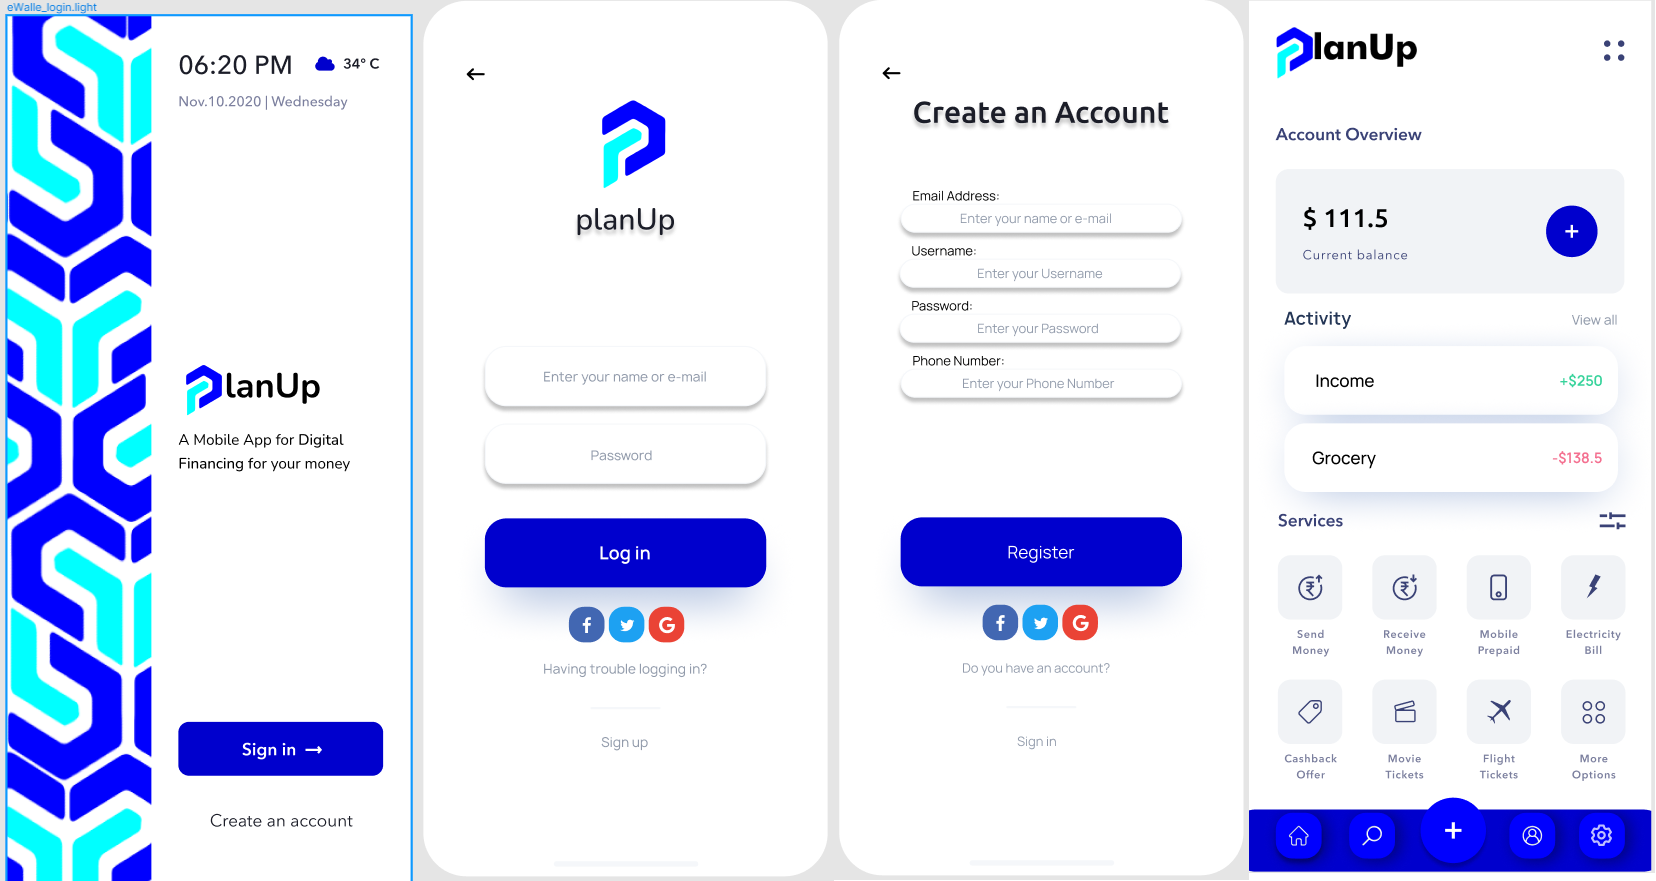 eWalle_login.light
06:20 PM
34° C
Nov.10.2020 | Wednesday
PlanUp
A Mobile App for Digital
Financing for your money
Sign in →
Create an account
←
planUp
Enter your name or e-mail
Password
Log in
f
G
Having trouble logging in?
Sign up
←
Create an Account
Email Address:
Enter your name or e-mail
Username:
Enter your Username
Password:
Enter your Password
Phone Number:
Enter your Phone Number
Register
f
G
Do you have an account?
Sign in
PlanUp
Account Overview
$ 111.5
+
Current balance
Activity
View all
Income
+$250
Grocery
-$138.5
Services
₹
₹
Send
Money
Receive
Money
Mobile
Prepaid
Electricity
Bill
Cashback
Offer
Movie
Tickets
Flight
Tickets
More
Options
+